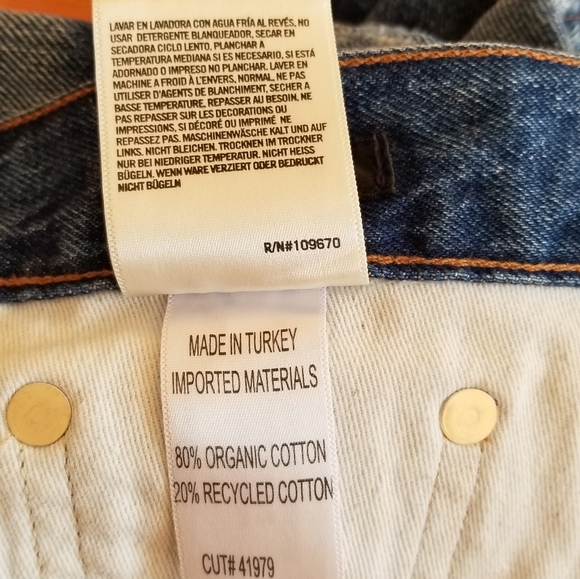 LAVAR EN LAVADORA CON AGUA FRÍA AL REVÉS, NO
USAR DETERGENTE BLANQUEADOR, SECAR EN
SECADORA CICLO LENTO, PLANCHAR A
TEMPERATURA MEDIANA SI ES NECESARIO, SI ESTÁ
ADORNADO O IMPRESO NO PLANCHAR. LAVER EN
MACHINE A FROID À L'ENVERS, NORMAL, NE PAS
UTILISER D'AGENTS DE BLANCHIMENT, SECHER A
BASSE TEMPERATURE, REPASSER AU BESOIN, NE
PAS REPASSER SUR LES DECORATIONS OU
IMPRESSIONS, SI DÉCORÉ OU IMPRIMÉ NE
REPASSEZ PAS. MASCHINENWÄSCHE KALT UND AUF
LINKS. NICHT BLEICHEN. TROCKNEN IM TROCKNER
NUR BEI NIEDRIGER TEMPERATUR. NICHT HEISS
BÜGELN. WENN WARE VERZIERT ODER BEDRUCKT
NICHT BÜGELN
R/N#109670
MADE IN TURKEY
IMPORTED MATERIALS
80% ORGANIC COTTON
20% RECYCLED COTTON
CUT# 41979